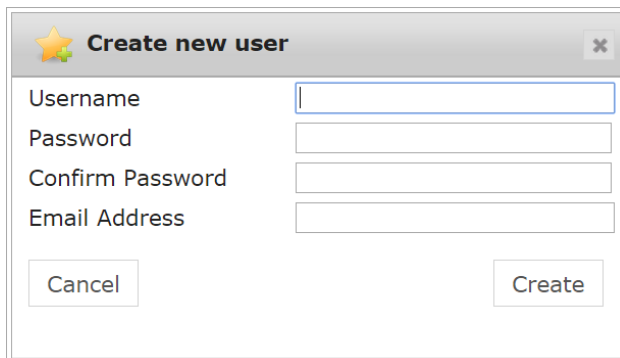 Create new user
Username
Password
Confirm Password
Email Address
Cancel Create